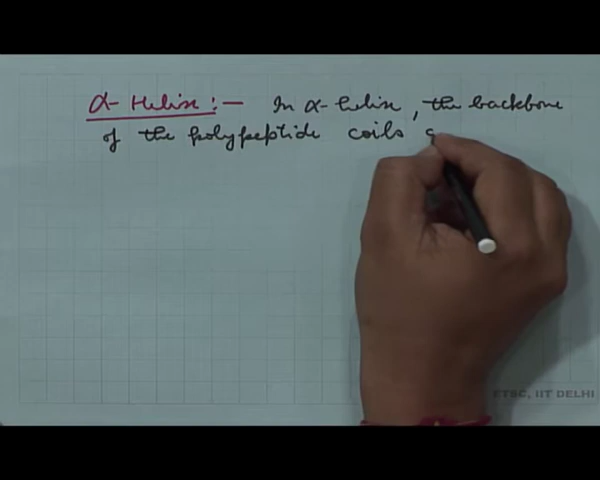 α- Helix :- In α- helix, the backbone
of the polypeptide coils
ETSC, IIT DELHI